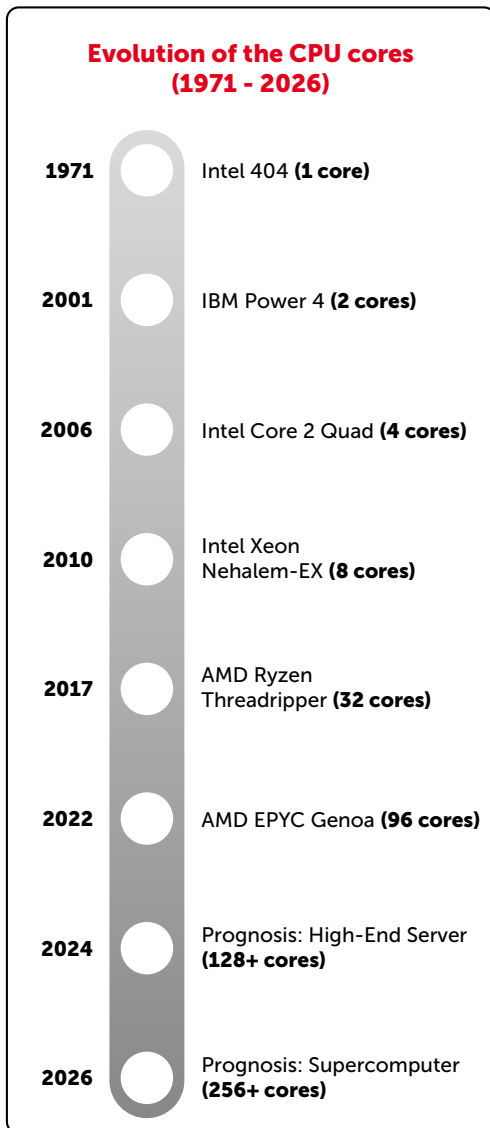 Evolution of the CPU cores
(1971 - 2026)
1971
Intel 404 (1 core)
2001
IBM Power 4 (2 cores)
2006
Intel Core 2 Quad (4 cores)
2010
Intel Xeon
Nehalem-EX (8 cores)
2017
AMD Ryzen
Threadripper (32 cores)
2022
AMD EPYC Genoa (96 cores)
2024
Prognosis: High-End Server
(128+ cores)
2026
Prognosis: Supercomputer
(256+ cores)